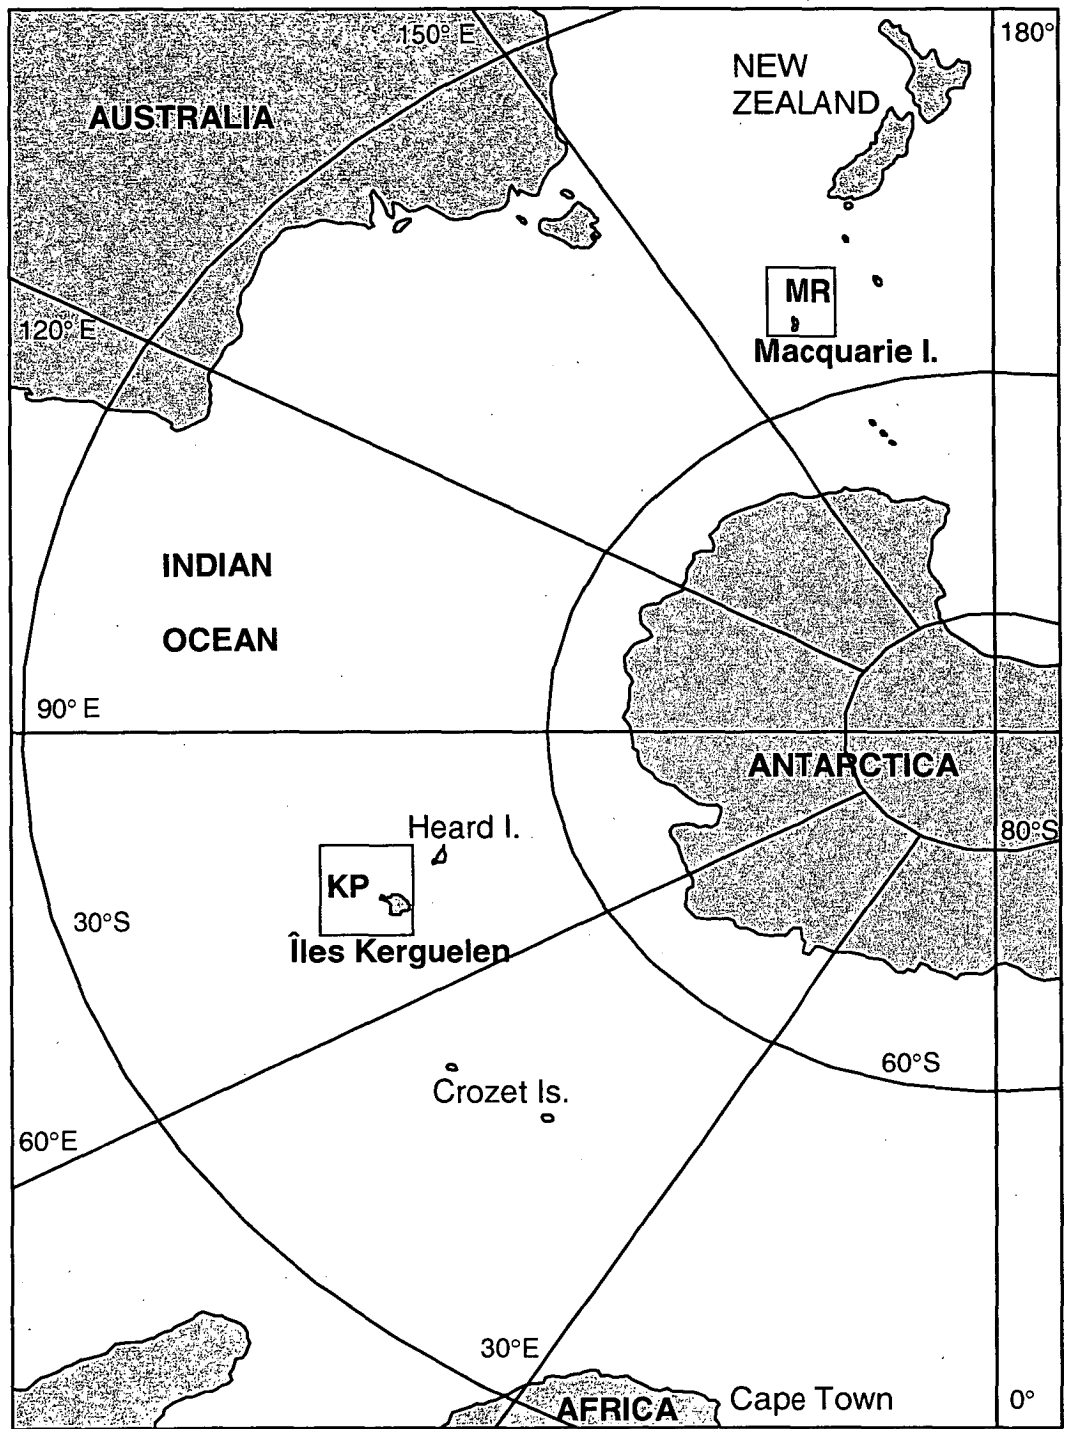 150° E
180°
NEW
ZEALAND
AUSTRALIA
MR
120° E
Macquarie I.
INDIAN
OCEAN
90° E
ANTARCTICA
Heard I.
80°S
KP
30°S
Îles Kerguelen
60°S
Crozet Is.
60°E
30°E
AFRICA
Cape Town
0°